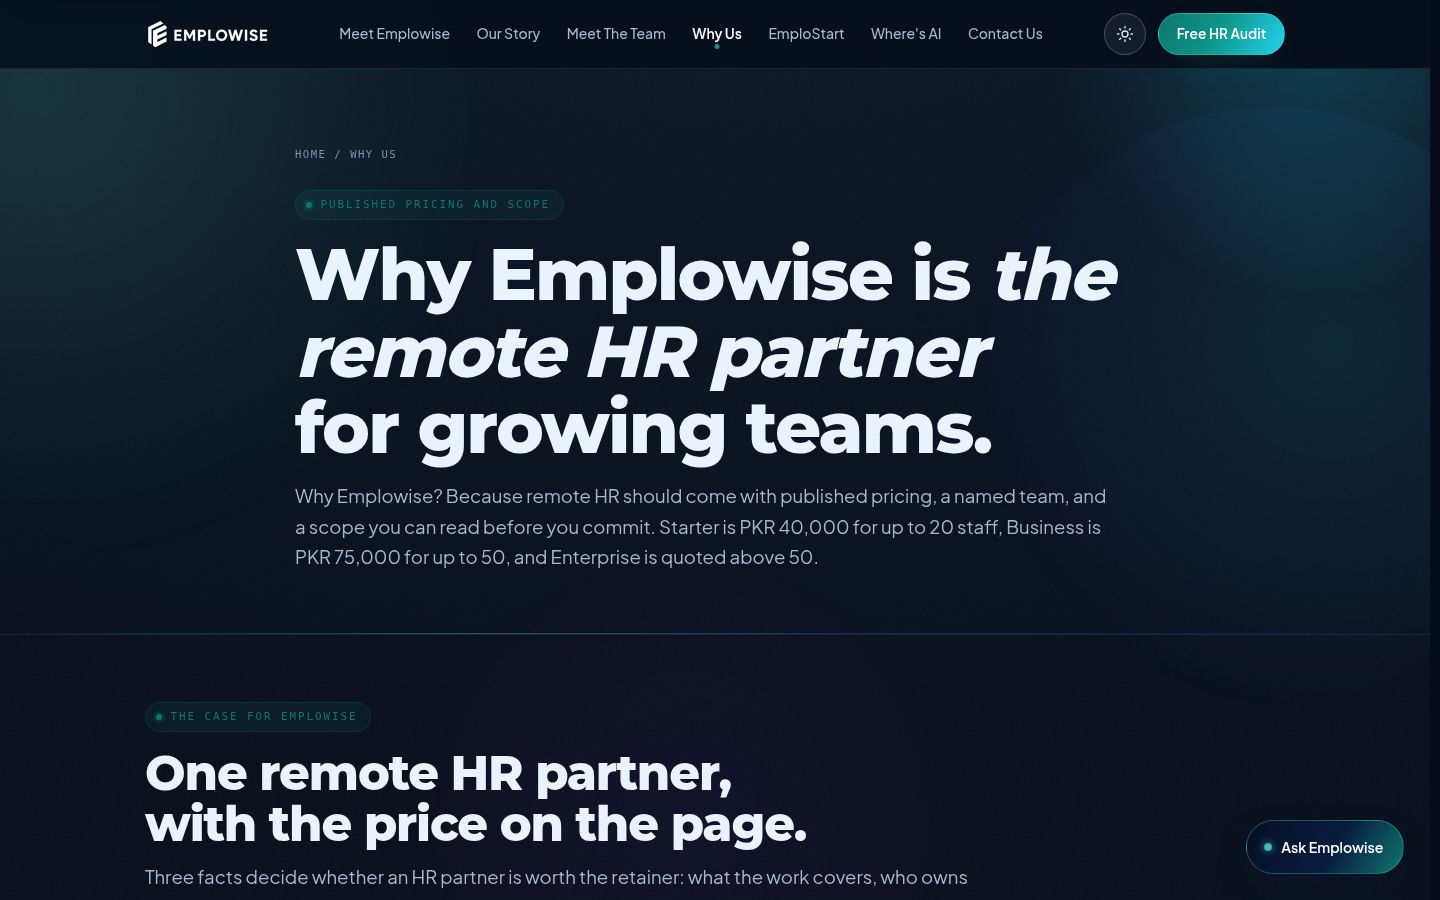 EMPLOWISE
Meet Emplowise Our Story Meet The Team Why Us EmploStart Where's AI Contact Us
Free HR Audit
HOME / WHY US
PUBLISHED PRICING AND SCOPE
Why Emplowise is the
remote HR partner
for growing teams.
Why Emplowise? Because remote HR should come with published pricing, a named team, and
a scope you can read before you commit. Starter is PKR 40,000 for up to 20 staff, Business is
PKR 75,000 for up to 50, and Enterprise is quoted above 50.
THE CASE FOR EMPLOWISE
One remote HR partner,
with the price on the page.
Three facts decide whether an HR partner is worth the retainer: what the work covers, who owns
Ask Emplowise